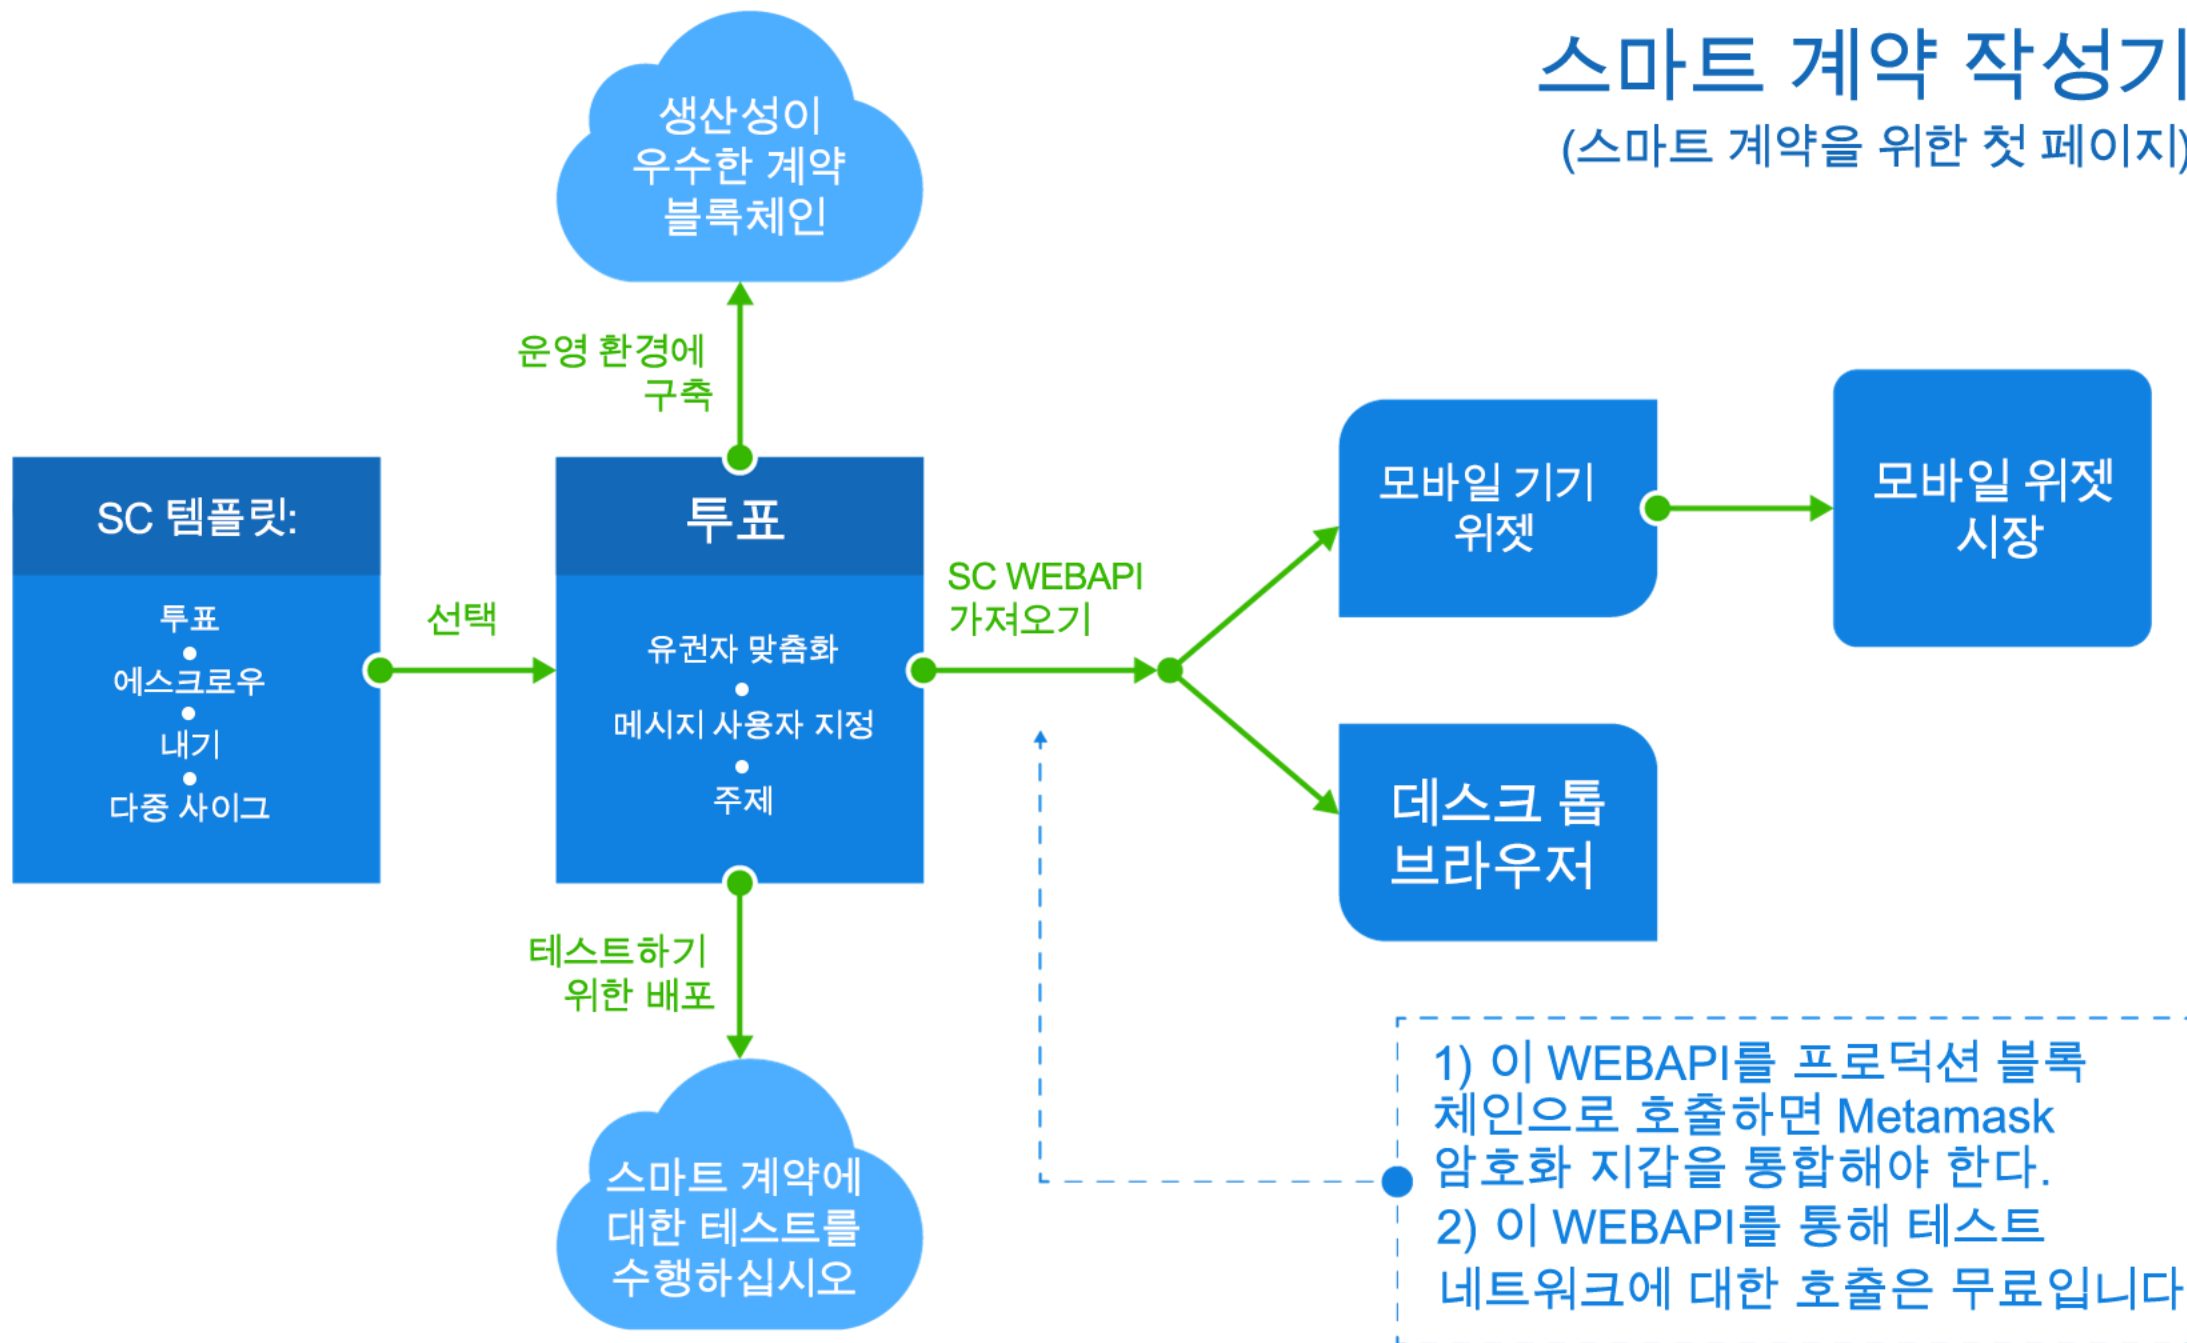 스마트 계약 작성기
(스마트 계약을 위한 첫 페이지)
생산성이
우수한 계약
블록체인
운영 환경에
구축
SC 템플릿:
투표
에스크로우
내기
다중 사이그
선택
투표
유권자 맞춤화
메시지 사용자 지정
주제
SC WEBAPI
가져오기
모바일 기기
위젯
모바일 위젯
시장
데스크 톱
브라우저
테스트하기
위한 배포
스마트 계약에
대한 테스트를
수행하십시오
1) 이 WEBAPI를 프로덕션 블록
체인으로 호출하면 Metamask
암호화 지갑을 통합해야 한다.
2) 이 WEBAPI를 통해 테스트
네트워크에 대한 호출은 무료입니다